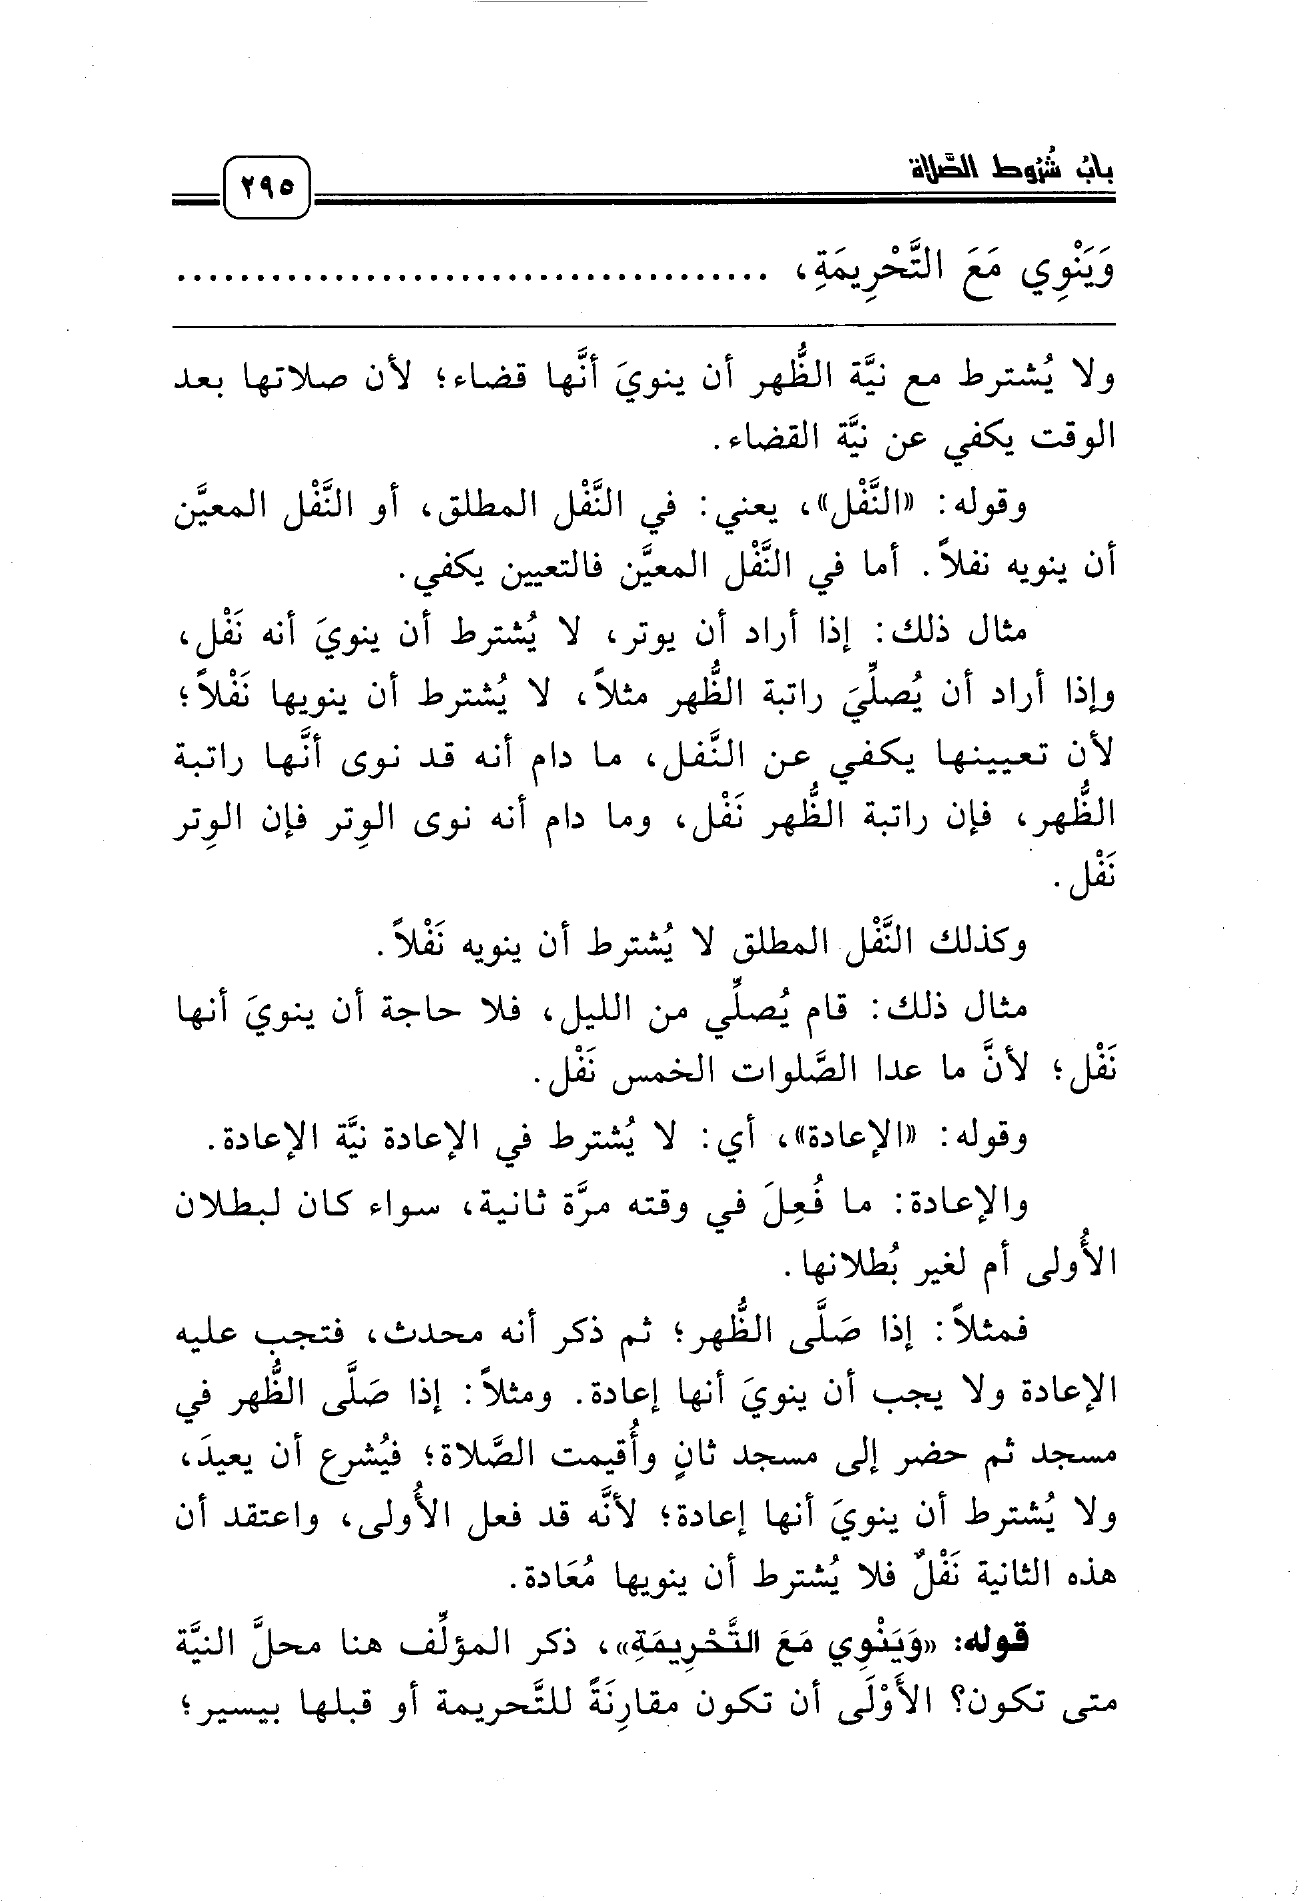 بابُ شُرُوط الصَّلاة
٢٩٥
وَيَنْوِي مَعَ التَّحْرِيمَةِ، .....................................
ولا يُشترط مع نيَّة الظُّهر أن ينويَ أنَّها قضاء؛ لأن صلاتها بعد
الوقت يكفي عن نيَّة القضاء.
وقوله: «النَّفْل»، يعني: في النَّفْل المطلق، أو النَّفْل المعيَّن
أن ينويه نفلاً. أما في النَّفْل المعيَّن فالتعيين يكفي.
مثال ذلك: إذا أراد أن يوتر، لا يُشترط أن ينويَ أنه نَفْل،
وإذا أراد أن يُصلِّيَ راتبة الظُّهر مثلاً، لا يُشترط أن ينويها نَفْلاً؛
لأن تعيينها يكفي عن النَّفل، ما دام أنه قد نوى أنَّها راتبة
الظُّهر، فإن راتبة الظُّهر نَفْل، وما دام أنه نوى الوِتر فإن الوِتر
نَفْل.
وكذلك النَّفْل المطلق لا يُشترط أن ينويه نَفْلاً.
مثال ذلك: قام يُصلِّي من الليل، فلا حاجة أن ينويَ أنها
نَفْل؛ لأنَّ ما عدا الصَّلوات الخمس نَفْل.
وقوله: «الإعادة»، أي: لا يُشترط في الإعادة نيَّة الإعادة.
والإعادة: ما فُعِلَ في وقته مرَّة ثانية، سواء كان لبطلان
الأُولى أم لغير بُطلانها.
فمثلاً: إذا صَلَّى الظُّهر؛ ثم ذكر أنه محدث، فتجب عليه
الإعادة ولا يجب أن ينويَ أنها إعادة. ومثلاً: إذا صَلَّى الظُّهر في
مسجد ثم حضر إلى مسجد ثانٍ وأُقيمت الصَّلاة؛ فيُشرع أن يعيدَ،
ولا يُشترط أن ينويَ أنها إعادة؛ لأنَّه قد فعل الأُولى، واعتقد أن
هذه الثانية نَفْلٌ فلا يُشترط أن ينويها مُعَادة.
قوله: «وَيَنْوِي مَعَ التَّحْرِيمَةِ»، ذكر المؤلِّف هنا محلَّ النيَّة
متى تكون؟ الأَوْلَى أن تكون مقارِنَةً للتَّحريمة أو قبلها بيسير؛